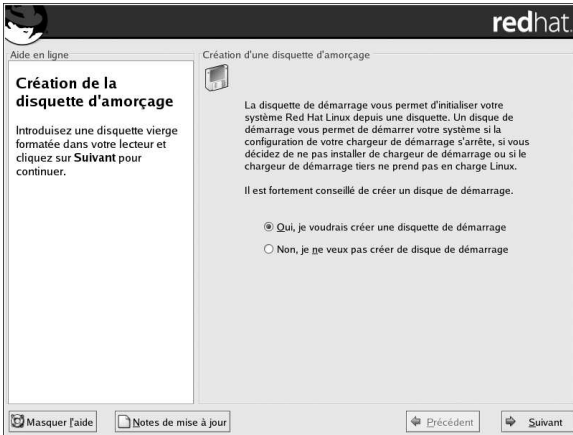 redhat.
Aide en ligne
Création de la
disquette d'amorçage
Introduisez une disquette vierge
formatée dans votre lecteur et
cliquez sur Suivant pour
continuer.
Création d'une disquette d'amorçage
La disquette de démarrage vous permet d'initialiser votre
système Red Hat Linux depuis une disquette. Un disque de
démarrage vous permet de démarrer votre système si la
configuration de votre chargeur de démarrage s'arrête, si vous
décidez de ne pas installer de chargeur de démarrage ou si le
chargeur de démarrage tiers ne prend pas en charge Linux.
Il est fortement conseillé de créer un disque de démarrage.
Oui, je voudrais créer une disquette de démarrage
Non, je ne veux pas créer de disque de démarrage
Masquer l'aide
Notes de mise à jour
Précédent
Suivant